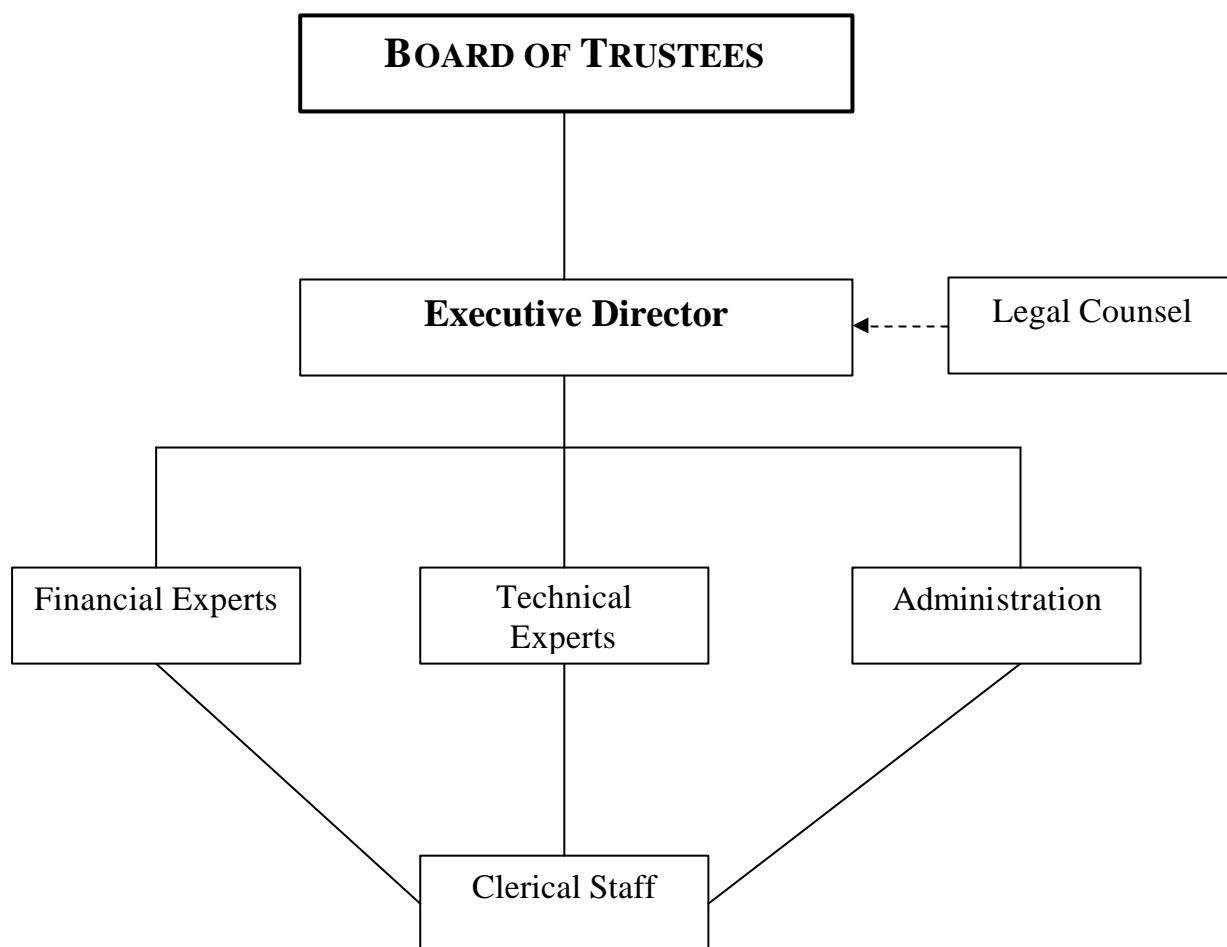 BOARD OF TRUSTEES
Executive Director
Legal Counsel
Financial Experts
Technical
Experts
Administration
Clerical Staff